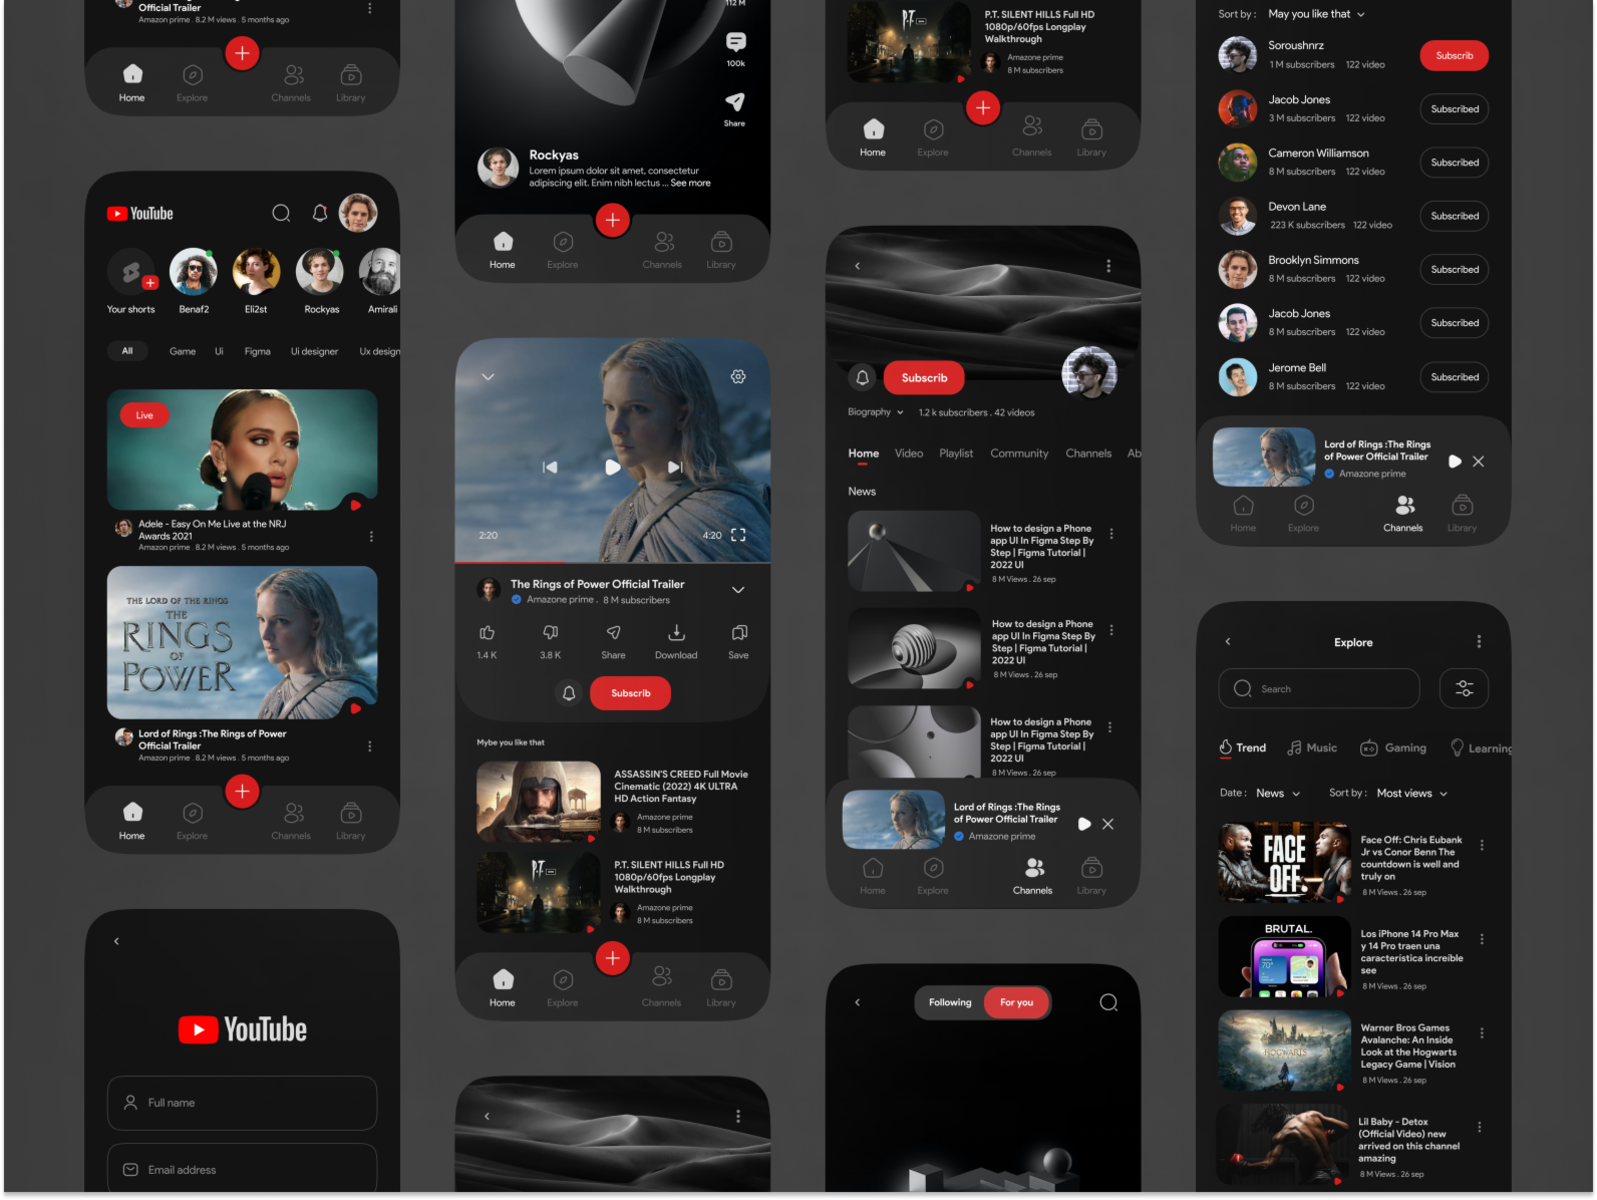 Official Trailer
Amazon prime . 8.2 M views . 5 months ago
Home
Explore
Channels
Library
YouTube
Your shorts
Benaf2
Eli2st
Rockyas
Amirali
All
Game
Ui
Figma
Ui designer
Ux design
Live
Adele - Easy On Me Live at the NRJ
Awards 2021
Amazon prime . 8.2 M views . 5 months ago
THE LORD OF THE RINGS
THE
RINGS
OF
POWER
Lord of Rings :The Rings of Power
Official Trailer
Amazon prime . 8.2 M views . 5 months ago
Home
Explore
Channels
Library
YouTube
Full name
Email address
112 M
100k
Share
Rockyas
Lorem ipsum dolor sit amet, consectetur
adipiscing elit. Enim nibh lectus ... See more
Home
Explore
Channels
Library
2:20
4:20
The Rings of Power Official Trailer
Amazone prime . 8 M subscribers
1.4 K
3.8 K
Share
Download
Save
Subscrib
Mybe you like that
ASSASSIN'S CREED Full Movie
Cinematic (2022) 4K ULTRA
HD Action Fantasy
Amazone prime
8 M subscribers
P.T.
P.T. SILENT HILLS Full HD
1080p/60fps Longplay
Walkthrough
Amazone prime
8 M subscribers
Home
Explore
Channels
Library
P.T.
P.T. SILENT HILLS Full HD
1080p/60fps Longplay
Walkthrough
Amazone prime
8 M subscribers
Home
Explore
Channels
Library
Subscrib
Biography
1.2 k subscribers . 42 videos
Home
Video
Playlist
Community
Channels
Ab
News
How to design a Phone
app UI In Figma Step By
Step | Figma Tutorial |
2022 UI
8 M Views . 26 sep
How to design a Phone
app UI In Figma Step By
Step | Figma Tutorial |
2022 UI
8 M Views . 26 sep
How to design a Phone
app UI In Figma Step By
Step | Figma Tutorial |
2022 UI
8 M Views . 26 sep
Lord of Rings :The Rings
of Power Official Trailer
Amazone prime
Home
Explore
Channels
Library
Following
For you
Sort by :
May you like that
Soroushnrz
1 M subscribers 122 video
Subscrib
Jacob Jones
3 M subscribers 122 video
Subscribed
Cameron Williamson
8 M subscribers 122 video
Subscribed
Devon Lane
223 K subscribers 122 video
Subscribed
Brooklyn Simmons
8 M subscribers 122 video
Subscribed
Jacob Jones
8 M subscribers 122 video
Subscribed
Jerome Bell
8 M subscribers 122 video
Subscribed
Lord of Rings :The Rings
of Power Official Trailer
Amazone prime
Home
Explore
Channels
Library
Explore
Search
Trend
Music
Gaming
Learning
Date :
News
Sort by :
Most views
FACE
OFF.
Face Off: Chris Eubank
Jr vs Conor Benn The
countdown is well and
truly on
8 M Views . 26 sep
BRUTAL.
Los iPhone 14 Pro Max
y 14 Pro traen una
característica increíble
see
8 M Views . 26 sep
HOGWARTS
Warner Bros Games
Avalanche: An Inside
Look at the Hogwarts
Legacy Game | Vision
8 M Views . 26 sep
Lil Baby - Detox
(Official Video) new
arrived on this channel
amazing
8 M Views . 26 sep